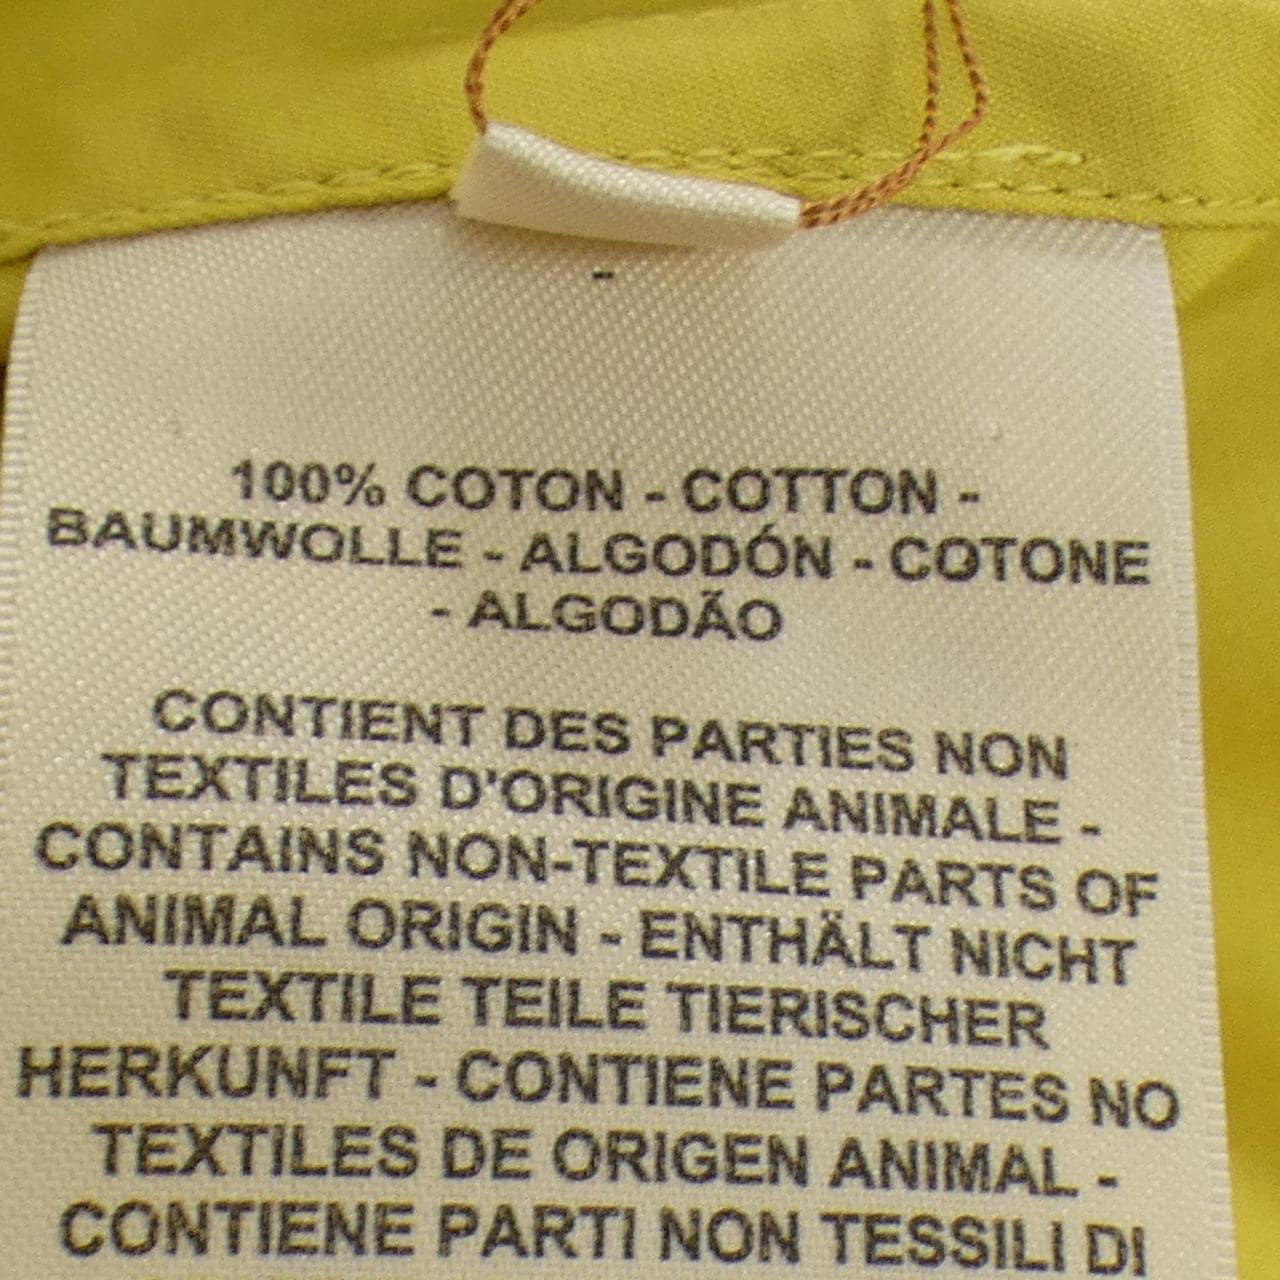 -
100% COTON - COTTON -
BAUMWOLLE - ALGODÓN - COTONE
- ALGODÃO
CONTIENT DES PARTIES NON
TEXTILES D'ORIGINE ANIMALE -
CONTAINS NON-TEXTILE PARTS OF
ANIMAL ORIGIN - ENTHÄLT NICHT
TEXTILE TEILE TIERISCHER
HERKUNFT - CONTIENE PARTES NO
TEXTILES DE ORIGEN ANIMAL -
CONTIENE PARTI NON TESSILI DI